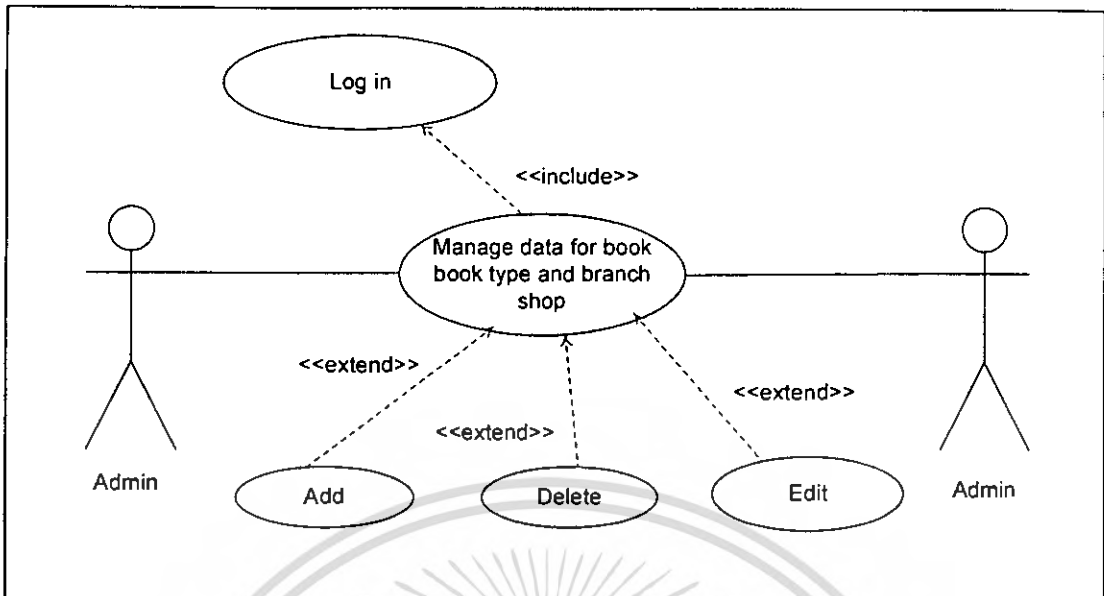 Log in
<<include>>
Manage data for book
book type and branch
shop
<<extend>>
<<extend>>
<<extend>>
Admin
Add
Delete
Edit
Admin